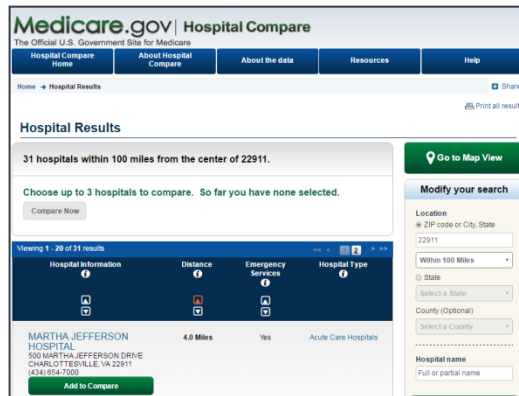 Medicare.gov | Hospital Compare
The Official U.S. Government Site for Medicare
Hospital Compare Home
About Hospital Compare
About the data
Resources
Help
Home → Hospital Results
Share
Print all result
Hospital Results
31 hospitals within 100 miles from the center of 22911.
Choose up to 3 hospitals to compare. So far you have none selected.
Compare Now
Viewing 1 - 20 of 31 results
<< < 1 2 > >>
Hospital Information
Distance
Emergency Services
Hospital Type
MARTHA JEFFERSON
HOSPITAL
500 MARTHA JEFFERSON DRIVE
CHARLOTTESVILLE, VA 22911
(434) 654-7000
4.0 Miles
Yes
Acute Care Hospitals
Add to Compare
Go to Map View
Modify your search
Location
ZIP code or City, State
22911
Within 100 Miles
State
Select a State
County (Optional)
Select a County
Hospital name
Full or partial name